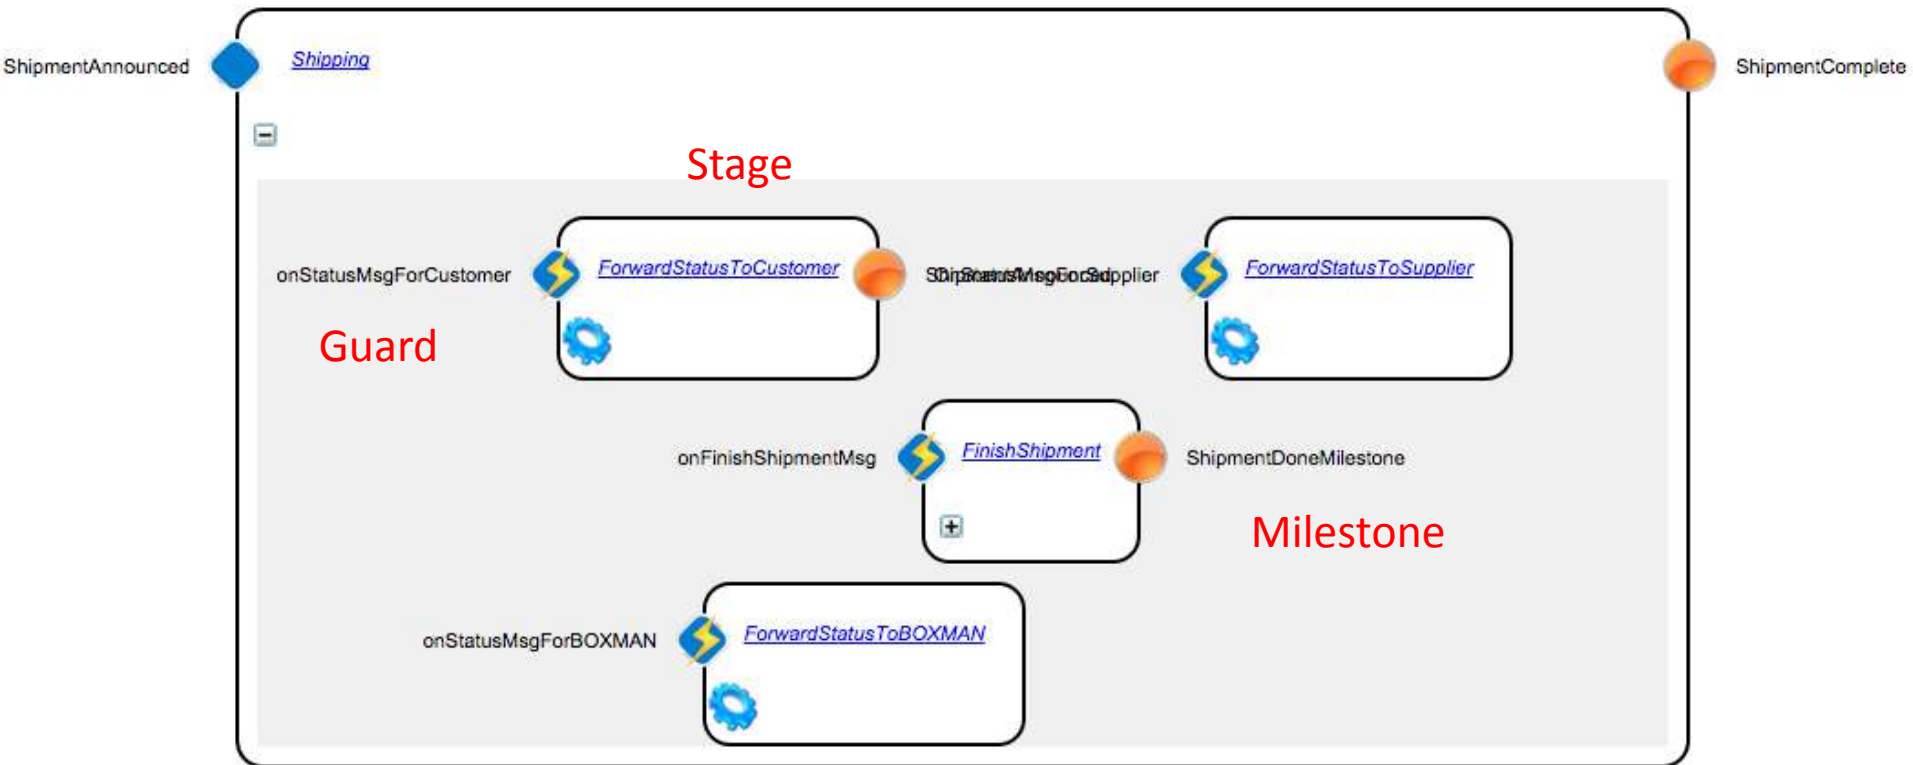 ShipmentAnnounced
Shipping
ShipmentComplete
Stage
onStatusMsgForCustomer
ForwardStatusToCustomer
ForwardStatusToSupplier
Guard
onFinishShipmentMsg
FinishShipment
ShipmentDoneMilestone
Milestone
onStatusMsgForBOXMAN
ForwardStatusToBOXMAN